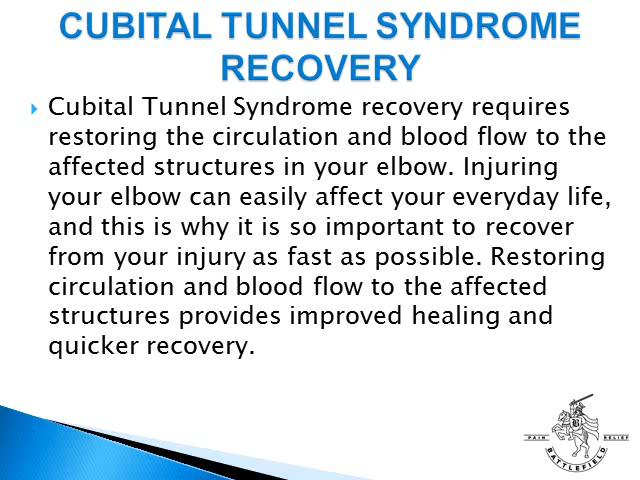 CUBITAL TUNNEL SYNDROME
RECOVERY
Cubital Tunnel Syndrome recovery requires
restoring the circulation and blood flow to the
affected structures in your elbow. Injuring
your elbow can easily affect your everyday life,
and this is why it is so important to recover
from your injury as fast as possible. Restoring
circulation and blood flow to the affected
structures provides improved healing and
quicker recovery.
B
PAIN RELIEF
BATTLEFIELD